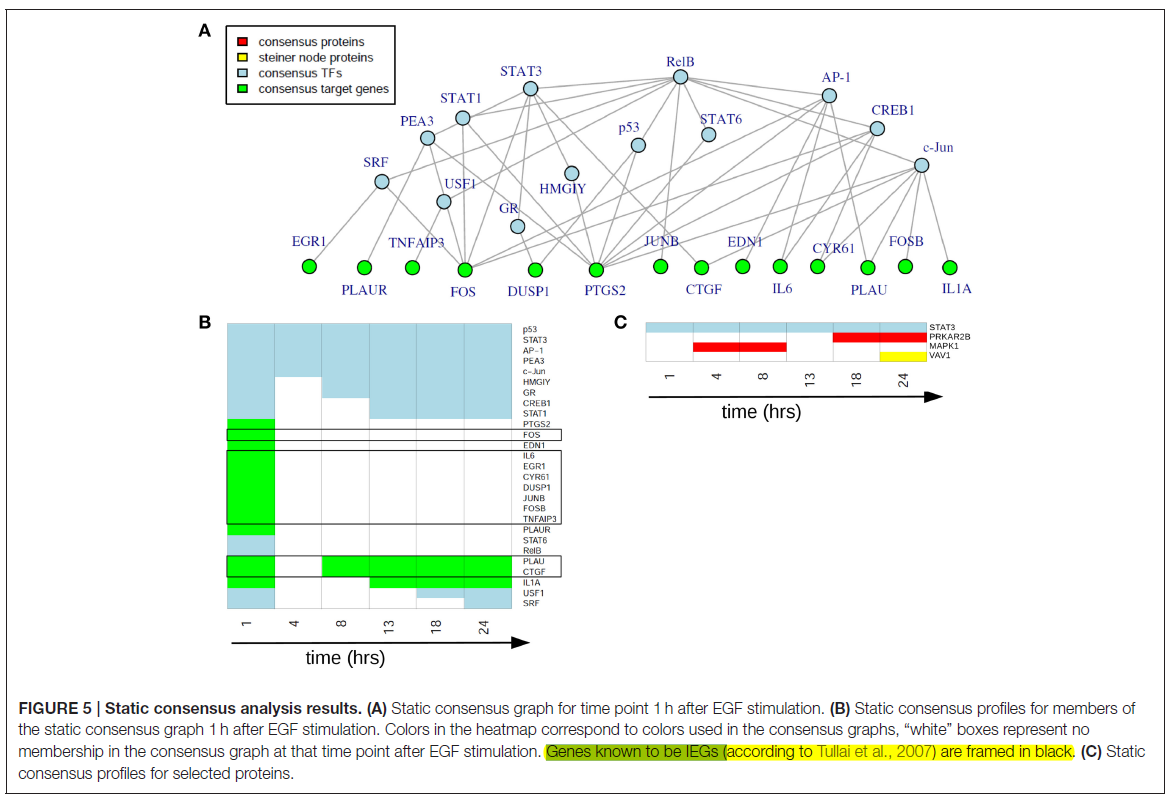 A
consensus proteins
steiner node proteins
consensus TFs
consensus target genes
RelB
STAT3
AP-1
STAT1
CREB1
PEA3
p53
STAT6
c-Jun
SRF
USF1
HMGIY
GR
EGR1
TNFAIP3
JUNB
EDN1
CYR61
FOSB
PLAUR
FOS
DUSP1
PTGS2
CTGF
IL6
PLAU
IL1A
B
p53
STAT3
AP-1
PEA3
c-Jun
HMGIY
GR
CREB1
STAT1
PTGS2
FOS
EDN1
IL6
EGR1
CYR61
DUSP1
JUNB
FOSB
TNFAIP3
PLAUR
STAT6
RelB
PLAU
CTGF
IL1A
USF1
SRF
1 4 8 13 18 24
time (hrs)
C
STAT3
PRKAR2B
MAPK1
VAV1
1 4 8 13 18 24
time (hrs)
FIGURE 5 | Static consensus analysis results. (A) Static consensus graph for time point 1 h after EGF stimulation. (B) Static consensus profiles for members of
the static consensus graph 1 h after EGF stimulation. Colors in the heatmap correspond to colors used in the consensus graphs, “white” boxes represent no
membership in the consensus graph at that time point after EGF stimulation. Genes known to be IEGs (according to Tullai et al., 2007) are framed in black. (C) Static
consensus profiles for selected proteins.